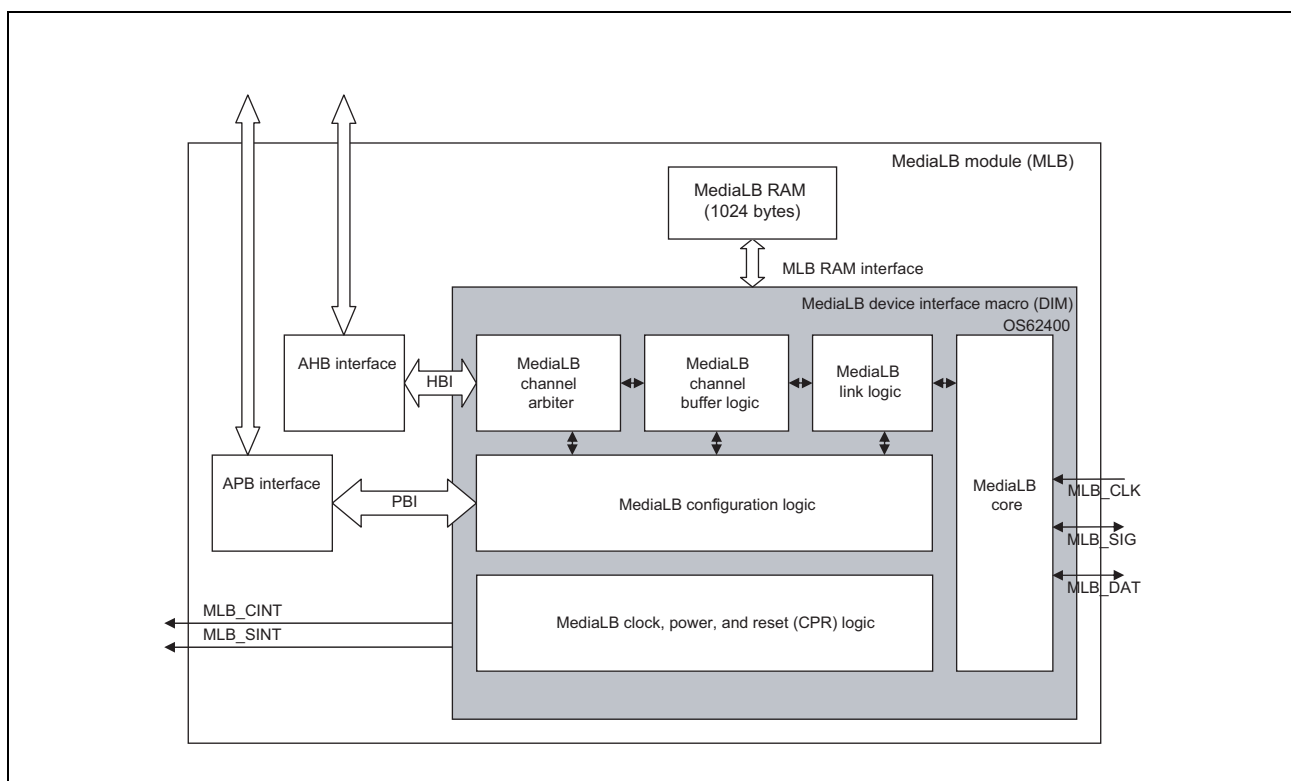 MediaLB module (MLB)
MediaLB RAM
(1024 bytes)
MLB RAM interface
MediaLB device interface macro (DIM)
OS62400
AHB interface
HBI
MediaLB
channel
arbiter
MediaLB
channel
buffer logic
MediaLB
link logic
APB interface
PBI
MediaLB configuration logic
MediaLB
core
MLB_CLK
MLB_SIG
MLB_DAT
MLB_CINT
MLB_SINT
MediaLB clock, power, and reset (CPR) logic